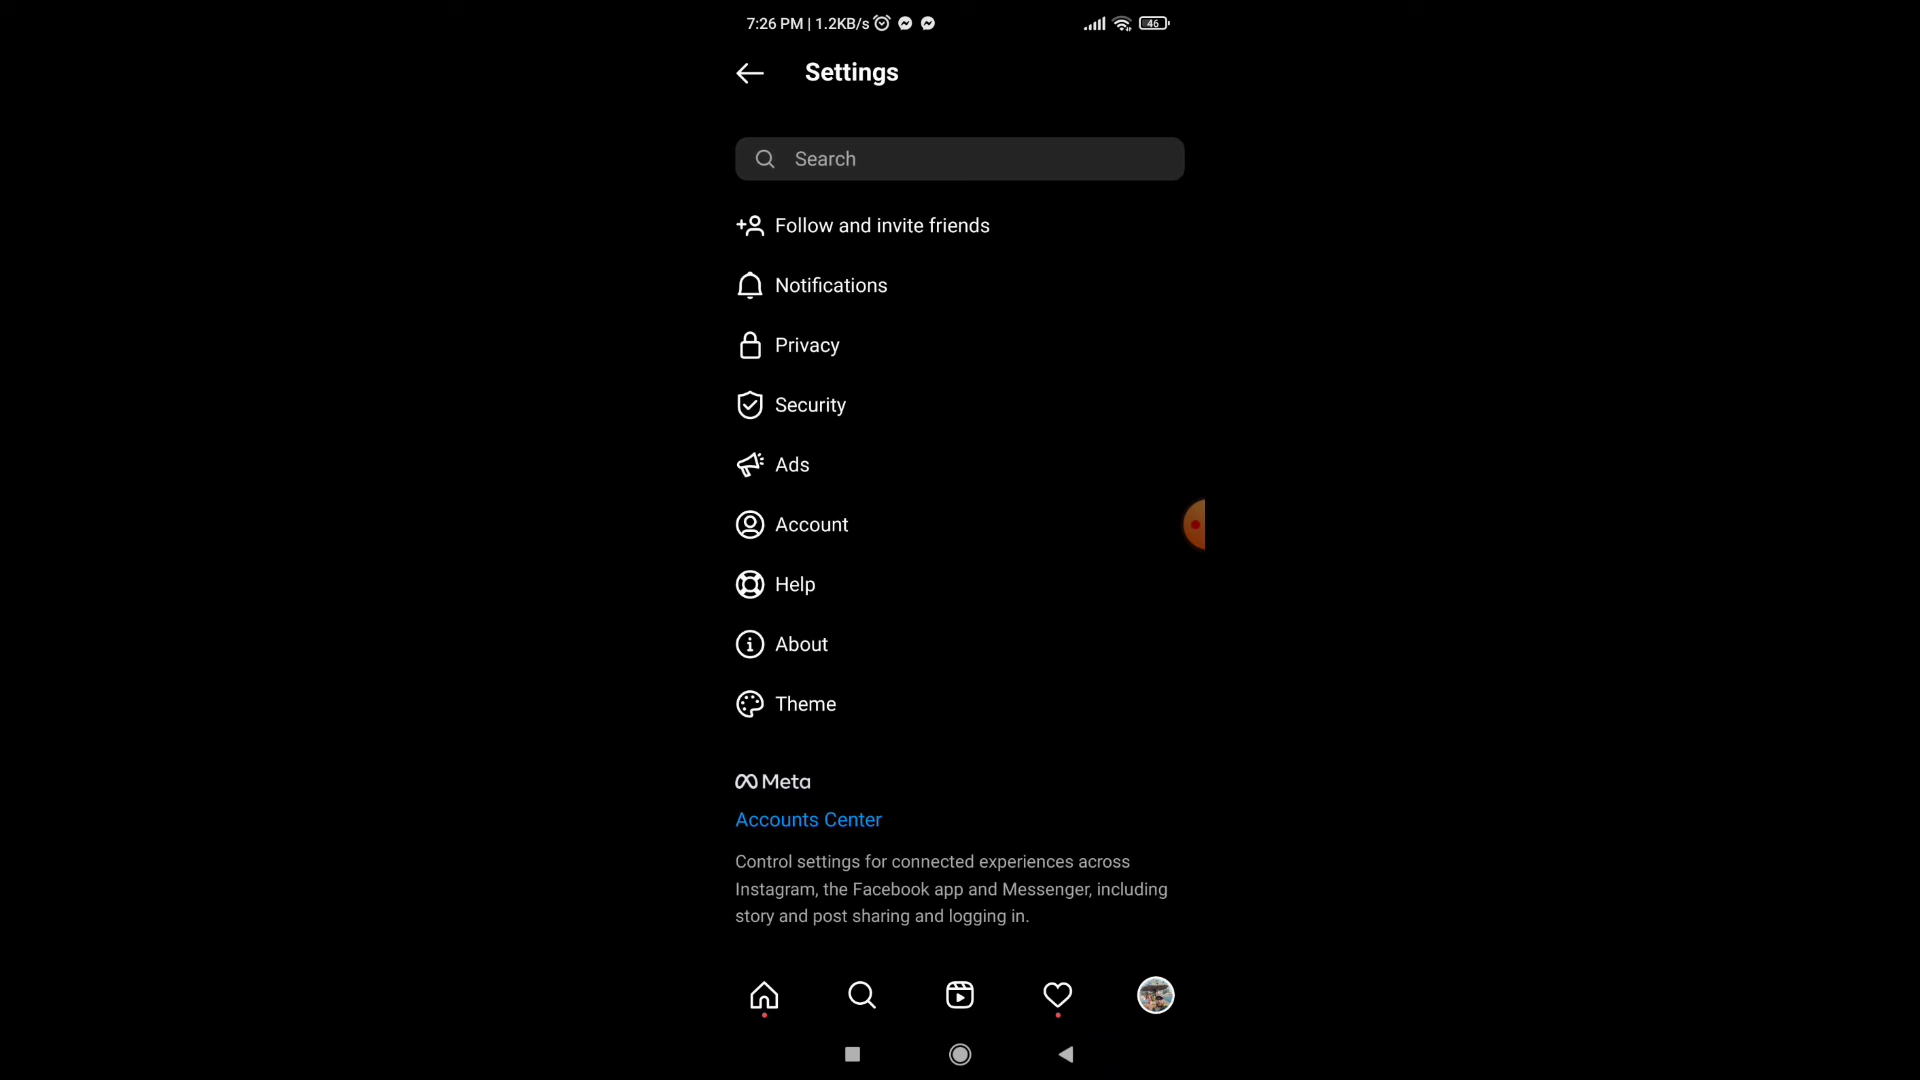 7:26 PM | 1.2KB/s 46
Settings
Search
Follow and invite friends
Notifications
Privacy
Security
Ads
Account
Help
About
Theme
Meta
Accounts Center
Control settings for connected experiences across
Instagram, the Facebook app and Messenger, including
story and post sharing and logging in.